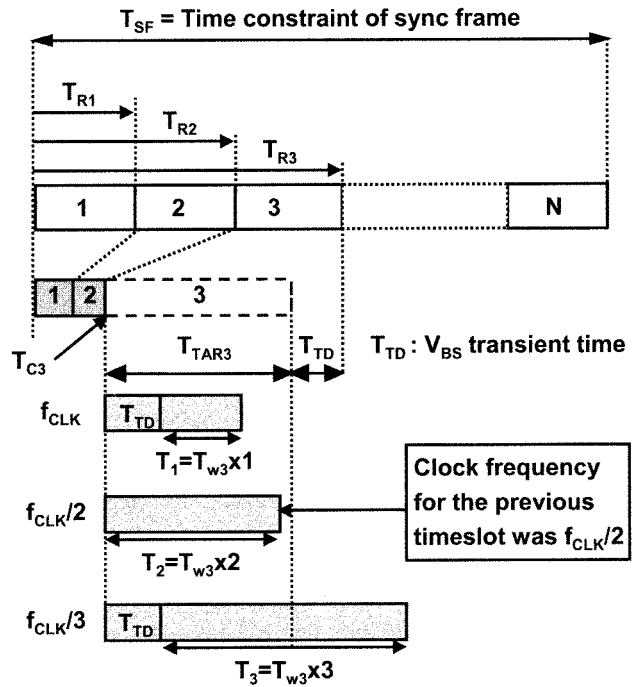 T_SF = Time constraint of sync frame
T_R1
T_R2
T_R3
1 2 3 N
1 2 3
T_C3
T_TAR3 T_TD T_TD : V_BS transient time
f_CLK T_TD
T_1=T_w3x1
f_CLK/2
T_2=T_w3x2
Clock frequency
for the previous
timeslot was f_CLK/2
f_CLK/3 T_TD
T_3=T_w3x3